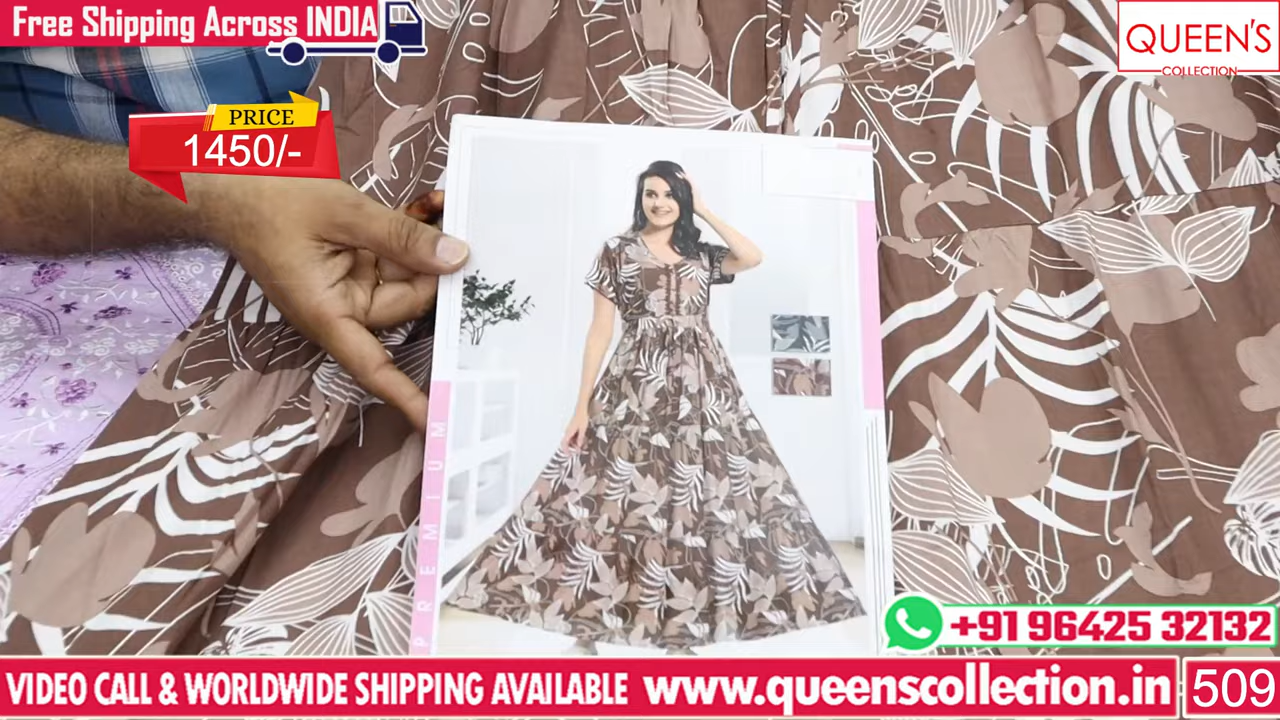 Free Shipping Across INDIA
QUEEN'S
COLLECTION
PRICE
1450/-
PREMIUM
+91 96425 32132
VIDEO CALL & WORLDWIDE SHIPPING AVAILABLE www.queenscollection.in 509